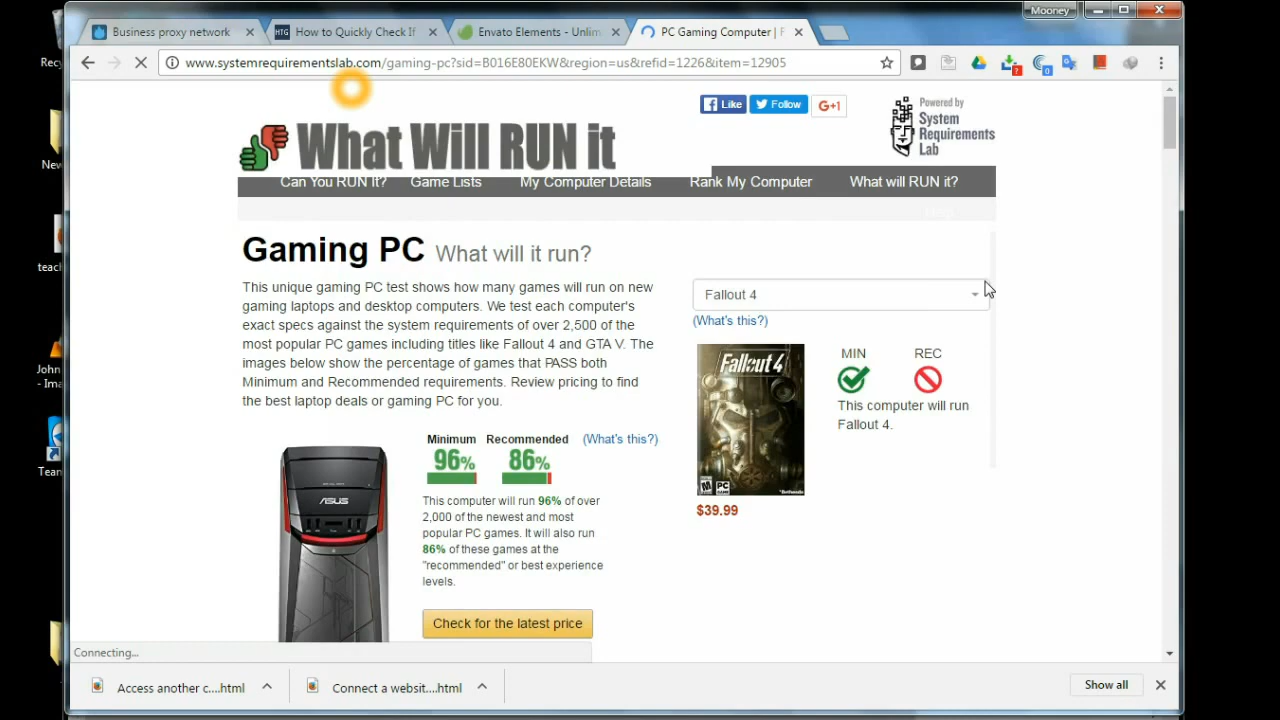 Mooney
Business proxy network
HTG How to Quickly Check If
Envato Elements - Unlim
PC Gaming Computer | F
www.systemrequirementslab.com/gaming-pc?sid=B016E80EKW&region=us&refid=1226&item=12905
Recy
New
teach
John
- Ima
Team
Like
Follow
G+1
Powered by
System
Requirements
Lab
What Will RUN it
Can You RUN It?
Game Lists
My Computer Details
Rank My Computer
What will RUN it?
Help
Gaming PC What will it run?
This unique gaming PC test shows how many games will run on new
gaming laptops and desktop computers. We test each computer's
exact specs against the system requirements of over 2,500 of the
most popular PC games including titles like Fallout 4 and GTA V. The
images below show the percentage of games that PASS both
Minimum and Recommended requirements. Review pricing to find
the best laptop deals or gaming PC for you.
Fallout 4
(What's this?)
Fallout 4
PC
$39.99
MIN
REC
This computer will run
Fallout 4.
ASUS
Minimum Recommended (What's this?)
96% 86%
This computer will run 96% of over
2,000 of the newest and most
popular PC games. It will also run
86% of these games at the
"recommended" or best experience
levels.
Check for the latest price
Connecting...
Access another c....html
Connect a websit....html
Show all